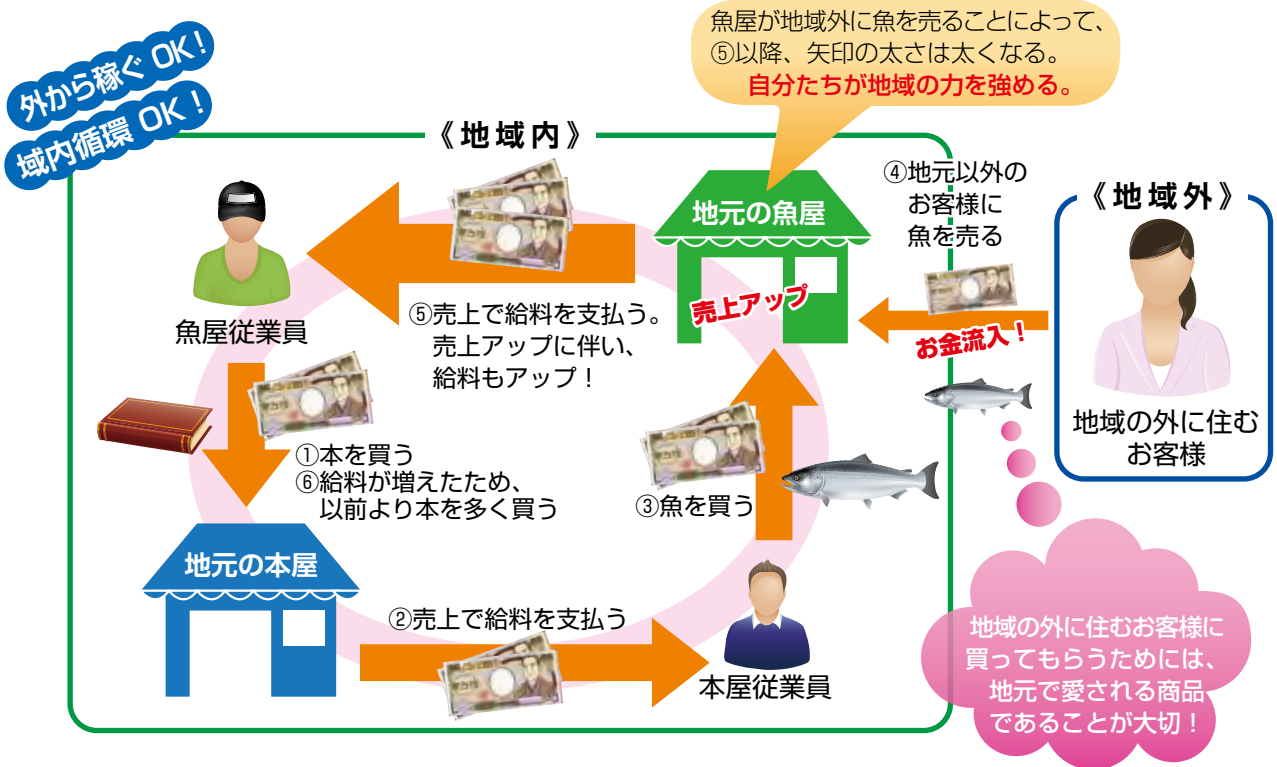 外から稼ぐ OK！
域内循環 OK！
魚屋が地域外に魚を売ることによって、
⑤以降、矢印の太さは太くなる。
自分たちが地域の力を強める。
《地域内》
地元の魚屋
売上アップ
④地元以外の
お客様に
魚を売る
お金流入！
《地域外》
地域の外に住む
お客様
魚屋従業員
⑤売上で給料を支払う。
売上アップに伴い、
給料もアップ！
①本を買う
⑥給料が増えたため、
以前より本を多く買う
③魚を買う
地元の本屋
②売上で給料を支払う
本屋従業員
地域の外に住むお客様に
買ってもらうためには、
地元で愛される商品
であることが大切！